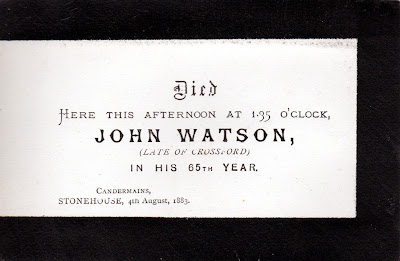 Died
HERE THIS AFTERNOON AT 1·35 O'CLOCK,
JOHN WATSON,
(LATE OF CROSSFORD)
IN HIS 65TH YEAR.
CANDERMAINS,
STONEHOUSE, 4th August, 1883.